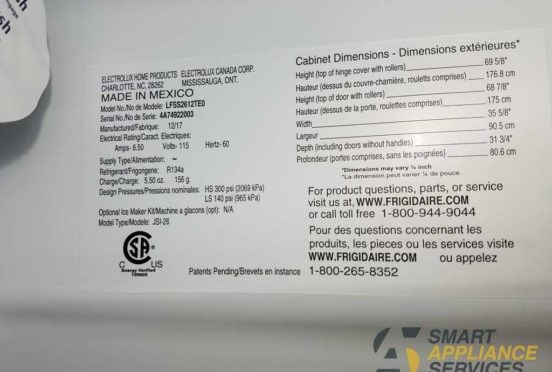 sh
sh
ELECTROLUX HOME PRODUCTS ELECTROLUX CANADA CORP.
CHARLOTTE, NC, 28262 MISSISSAUGA, ONT.
MADE IN MEXICO
Model No/No de Modele: LFSS2612TE0
Serial No./No de Serie: 4A74922003
Manufactured/Fabrique: 12/17
Electrical Rating/Caract. Electriques:
Amps- 8.50 Volts- 115 Hertz- 60
Supply Type/Alimentation: ~
Refrigerant/Frigorigene: R134a
Charge/Charge: 5.50 oz. 156 g.
Design Pressures/Pressions nominales: HS 300 psi (2069 kPa)
LS 140 psi (965 kPa)
Optional Ice Maker Kit/Machine a glacons (opt): N/A
Model Type/Modele: JSI-26
SA
C US
Energy Verified
Patents Pending/Brevets en instance
Cabinet Dimensions - Dimensions extérieures*
Height (top of hinge cover with rollers) 69 5/8"
Hauteur (dessus du couvre-charnière, roulettes comprises) 176.8 cm
Height (top of door with rollers) 68 7/8"
Hauteur (dessus de la porte, roulettes comprises) 175 cm
Width 35 5/8"
Largeur 90.5 cm
Depth (including doors without handles) 31 3/4"
Profondeur (portes comprises, sans les poignées) 80.6 cm
*Dimensions may vary ¼ inch
*La dimension peut varier ¼ de pouce
For product questions, parts, or service
visit us at, WWW.FRIGIDAIRE.COM
or call toll free 1-800-944-9044
Pour des questions concernant les
produits, les pieces ou les services visite
WWW.FRIGIDAIRE.COM ou appelez
1-800-265-8352
SMART
APPLIANCE
SERVICES